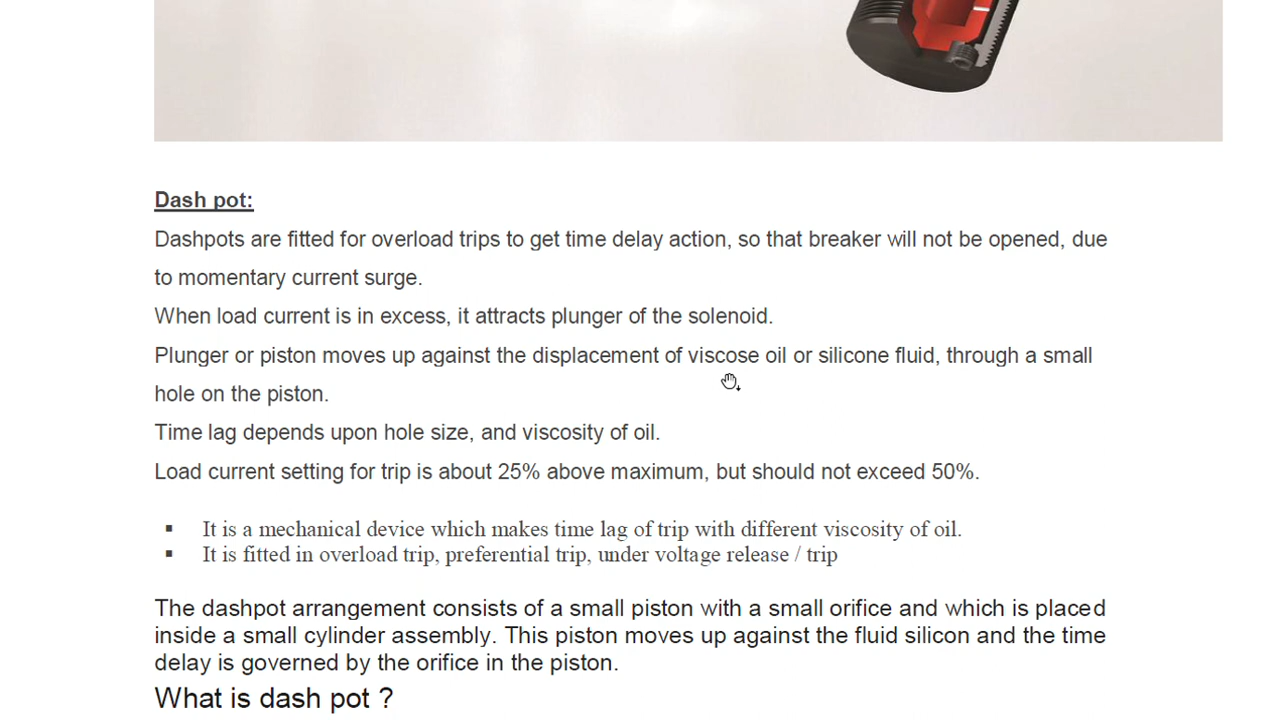 Dash pot:
Dashpots are fitted for overload trips to get time delay action, so that breaker will not be opened, due
to momentary current surge.
When load current is in excess, it attracts plunger of the solenoid.
Plunger or piston moves up against the displacement of viscose oil or silicone fluid, through a small
hole on the piston.
Time lag depends upon hole size, and viscosity of oil.
Load current setting for trip is about 25% above maximum, but should not exceed 50%.
▪ It is a mechanical device which makes time lag of trip with different viscosity of oil.
▪ It is fitted in overload trip, preferential trip, under voltage release / trip
The dashpot arrangement consists of a small piston with a small orifice and which is placed
inside a small cylinder assembly. This piston moves up against the fluid silicon and the time
delay is governed by the orifice in the piston.
What is dash pot ?